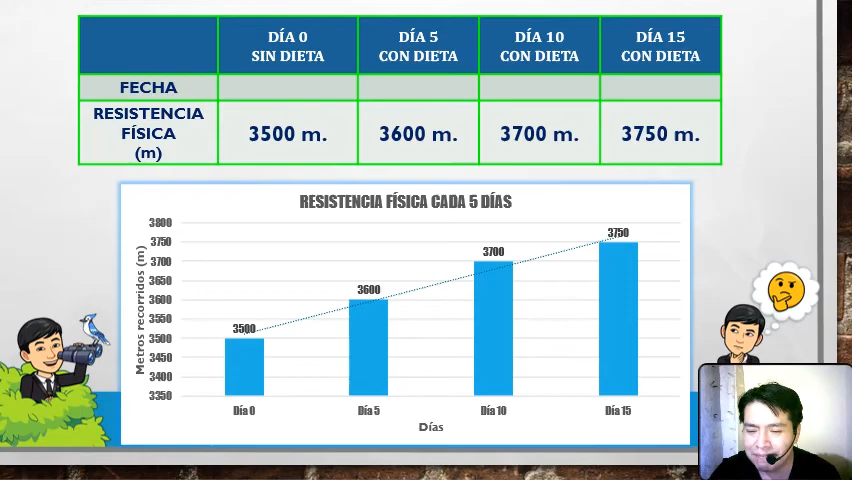 DÍA 0
SIN DIETA
DÍA 5
CON DIETA
DÍA 10
CON DIETA
DÍA 15
CON DIETA
FECHA
RESISTENCIA
FÍSICA
(m)
3500 m.
3600 m.
3700 m.
3750 m.
RESISTENCIA FÍSICA CADA 5 DÍAS
Metros recorridos (m)
3800
3750
3700
3650
3600
3550
3500
3450
3400
3350
3500
3600
3700
3750
Día 0
Día 5
Día 10
Día 15
Días